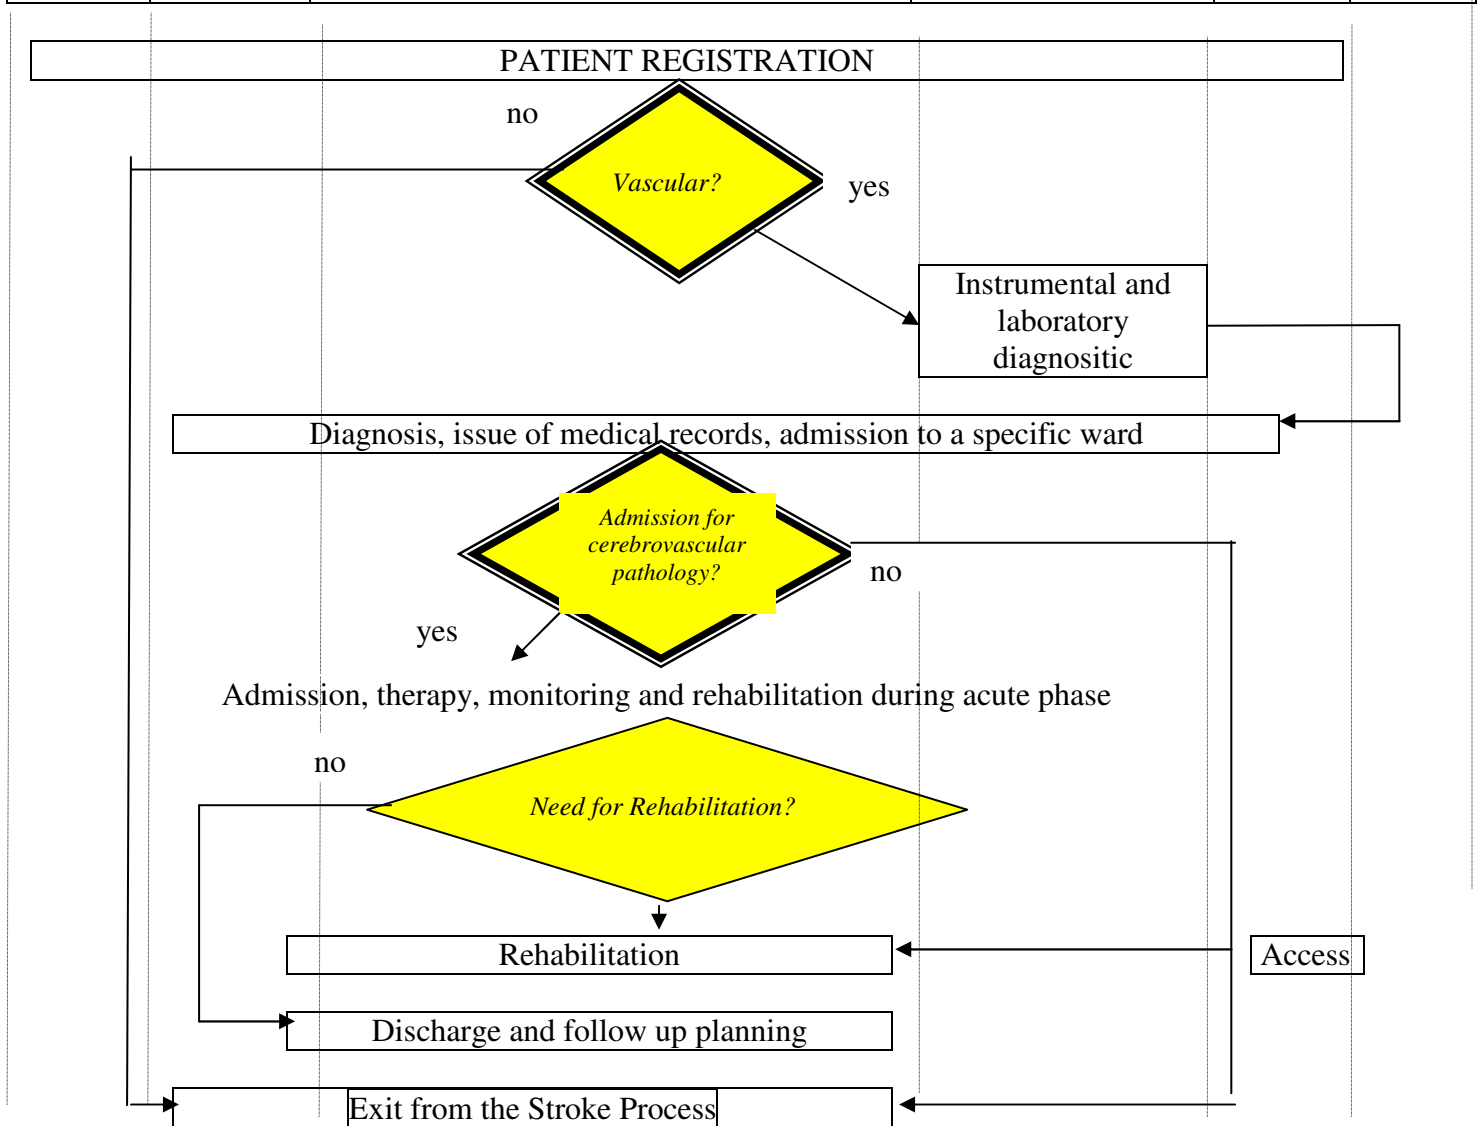 PATIENT REGISTRATION
no
Vascular?
yes
Instrumental and
laboratory
diagnositic
Diagnosis, issue of medical records, admission to a specific ward
Admission for
cerebrovascular
pathology?
no
yes
Admission, therapy, monitoring and rehabilitation during acute phase
no
Need for Rehabilitation?
Rehabilitation
Access
Discharge and follow up planning
Exit from the Stroke Process